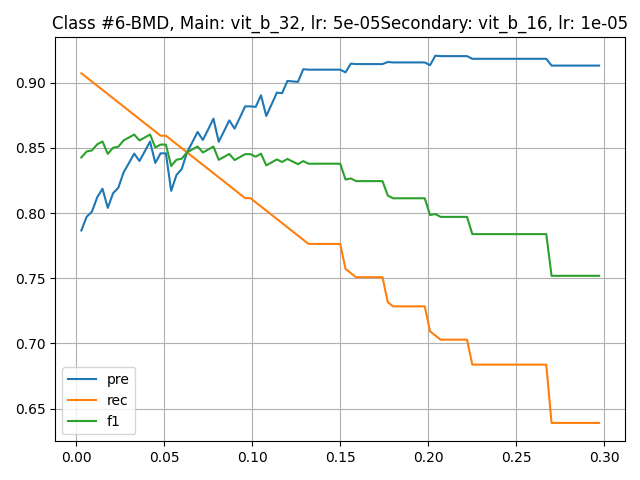 Class #6-BMD, Main: vit_b_32, lr: 5e-05Secondary: vit_b_16, lr: 1e-05
0.90
0.85
0.80
0.75
0.70
0.65
pre
rec
f1
0.00 0.05 0.10 0.15 0.20 0.25 0.30